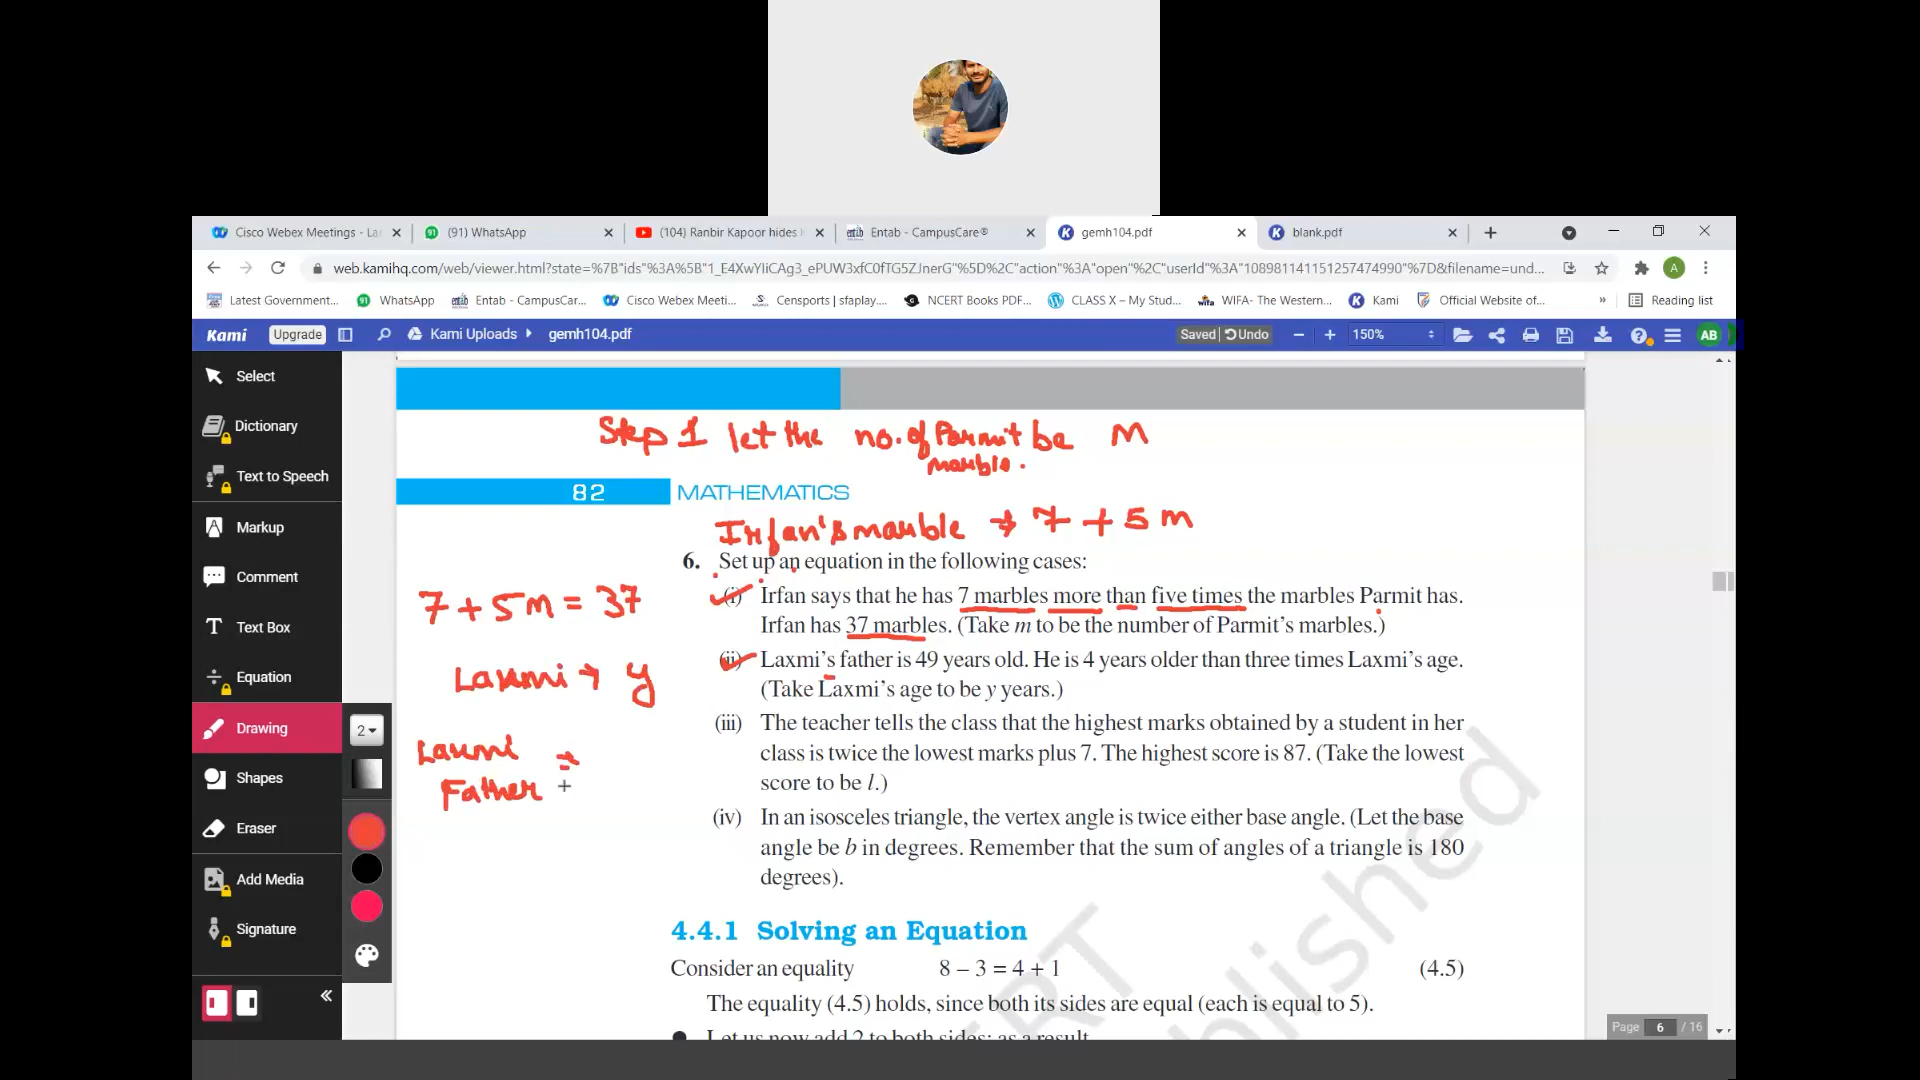 Cisco Webex Meetings - La
(91) WhatsApp
(104) Ranbir Kapoor hides
Entab - CampusCare®
gemh104.pdf
blank.pdf
web.kamihq.com/web/viewer.html?state=%7B"ids"%3A%5B"1_E4XwYIiCAg3_ePUW3xfC0fTG5ZJnerG"%5D%2C"action"%3A"open"%2C"userId"%3A"108981141151257474990"%7D&filename=und...
Latest Government...
WhatsApp
Entab - CampusCar...
Cisco Webex Meeti...
Censports | sfaplay....
NCERT Books PDF...
CLASS X – My Stud...
WIFA- The Western...
Kami
Official Website of...
»
Reading list
Kami
Upgrade
Kami Uploads
gemh104.pdf
Saved
Undo
150%
AB
Select
Dictionary
Text to Speech
Markup
Comment
Text Box
Equation
Drawing
Shapes
Eraser
Add Media
Signature
2
Step 1 let the no. of Parmit be M
marble.
82 MATHEMATICS
Irfan's marble → 7 + 5 m
6. Set up an equation in the following cases:
(i) Irfan says that he has 7 marbles more than five times the marbles Parmit has.
Irfan has 37 marbles. (Take m to be the number of Parmit's marbles.)
7 + 5m = 37
(ii) Laxmi's father is 49 years old. He is 4 years older than three times Laxmi's age.
(Take Laxmi's age to be y years.)
Laxmi → y
(iii) The teacher tells the class that the highest marks obtained by a student in her
class is twice the lowest marks plus 7. The highest score is 87. (Take the lowest
score to be l.)
Laxmi
Father
(iv) In an isosceles triangle, the vertex angle is twice either base angle. (Let the base
angle be b in degrees. Remember that the sum of angles of a triangle is 180
degrees).
4.4.1 Solving an Equation
Consider an equality 8 – 3 = 4 + 1 (4.5)
The equality (4.5) holds, since both its sides are equal (each is equal to 5).
Let us now add 2 to both sides; as a result
Page 6 / 16